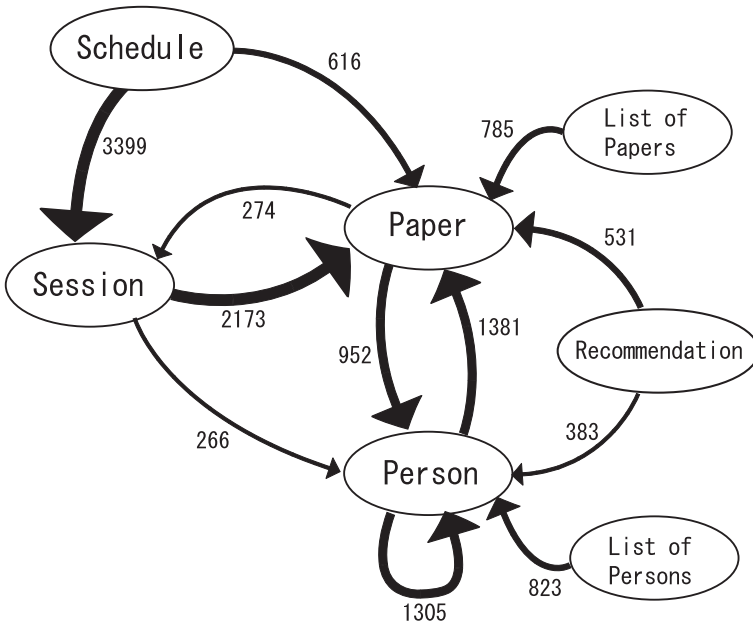 Schedule
616
List of
Papers
785
3399
274
Paper
531
Session
2173
1381
952
Recommendation
266
383
Person
List of
Persons
823
1305